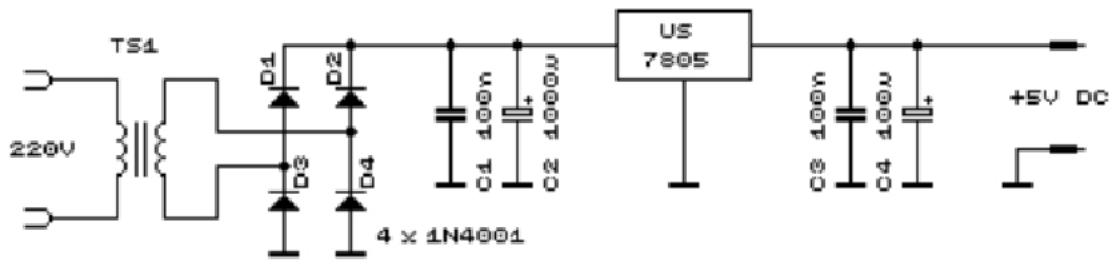 TS1
220V
D1
D2
D3
D4
4 x 1N4001
C1 100n
C2 1000u
US
7805
C3 100n
C4 100u
+5V DC
+
+